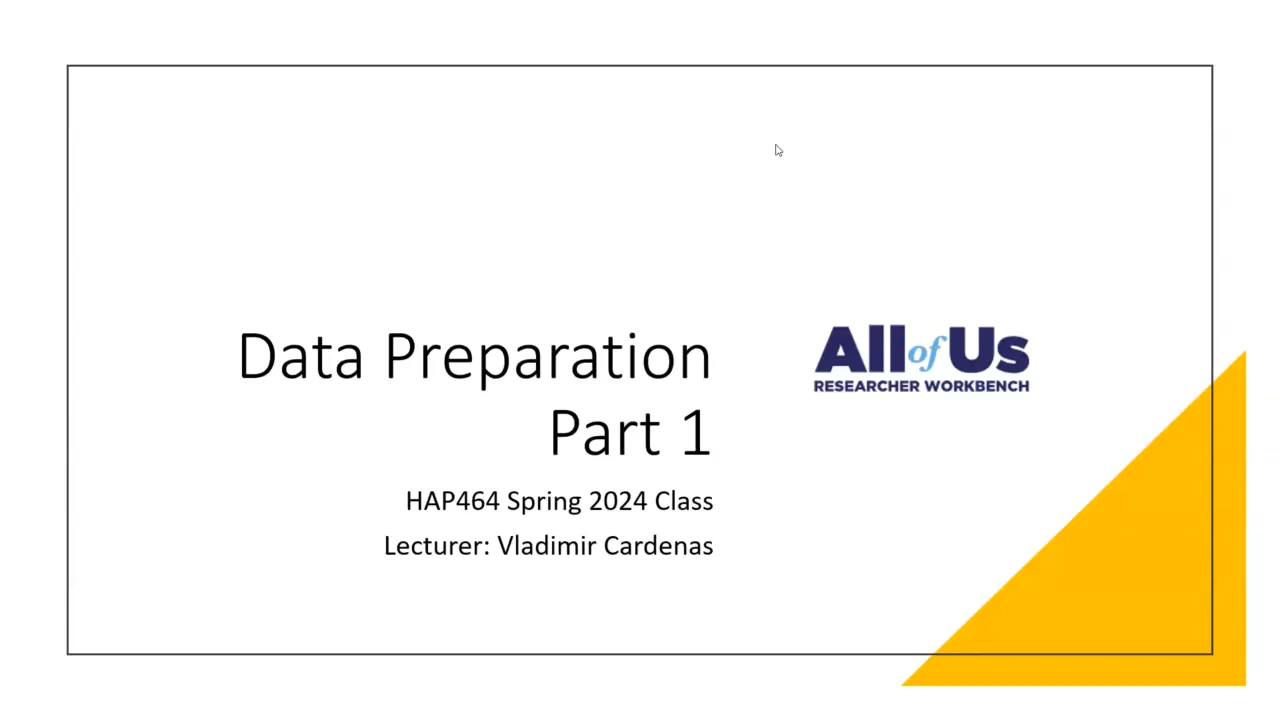 Data Preparation
Part 1
HAP464 Spring 2024 Class
Lecturer: Vladimir Cardenas
All of Us
RESEARCHER WORKBENCH